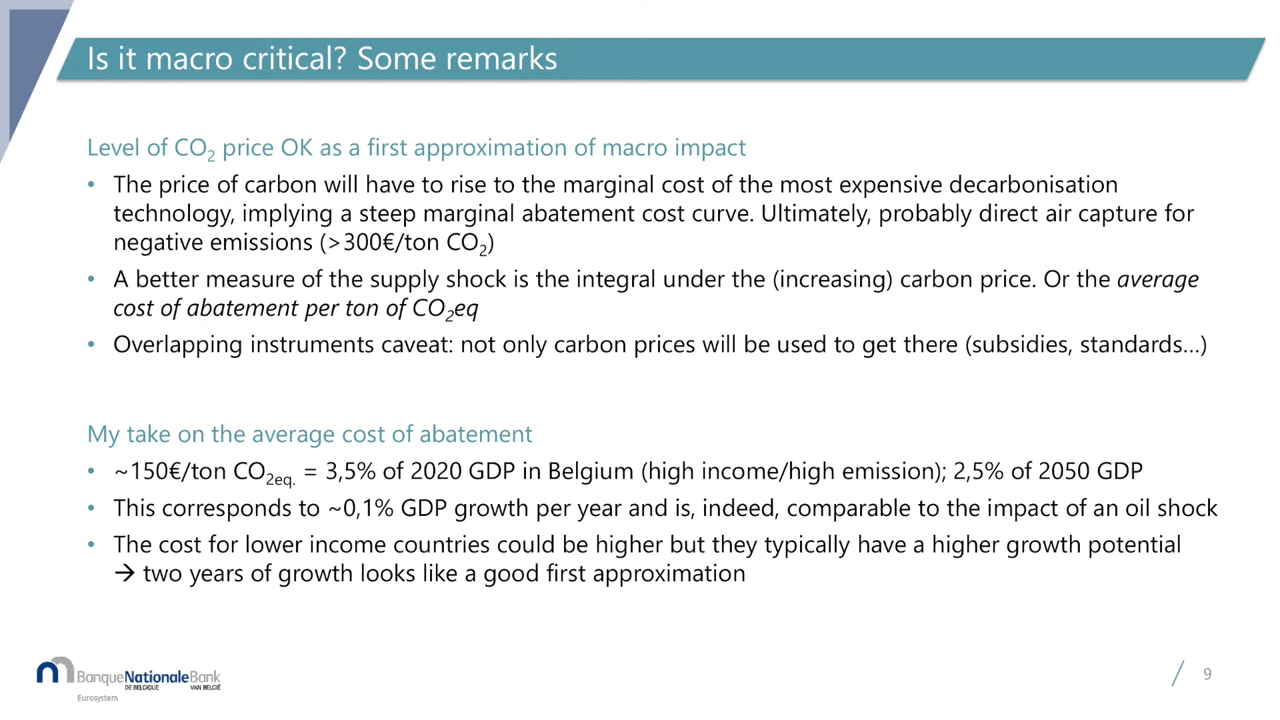 Is it macro critical? Some remarks
Level of CO₂ price OK as a first approximation of macro impact
• The price of carbon will have to rise to the marginal cost of the most expensive decarbonisation
technology, implying a steep marginal abatement cost curve. Ultimately, probably direct air capture for
negative emissions (>300€/ton CO₂)
• A better measure of the supply shock is the integral under the (increasing) carbon price. Or the average
cost of abatement per ton of CO₂eq
• Overlapping instruments caveat: not only carbon prices will be used to get there (subsidies, standards…)
My take on the average cost of abatement
• ~150€/ton CO₂eq. = 3,5% of 2020 GDP in Belgium (high income/high emission); 2,5% of 2050 GDP
• This corresponds to ~0,1% GDP growth per year and is, indeed, comparable to the impact of an oil shock
• The cost for lower income countries could be higher but they typically have a higher growth potential
→ two years of growth looks like a good first approximation
BanqueNationaleBank
DE BELGIQUE VAN BELGIË
Eurosystem
9